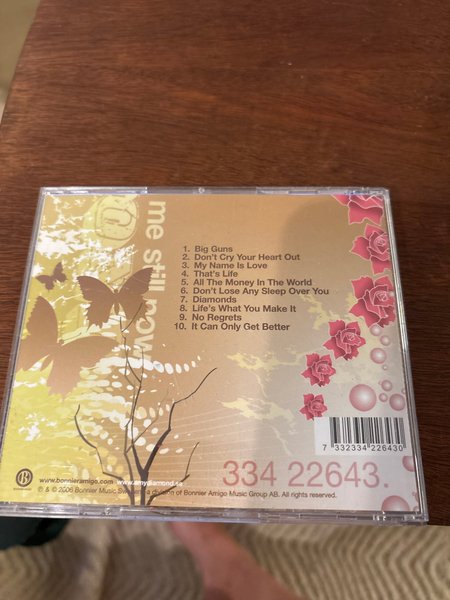 @ me still now
1. Big Guns
2. Don't Cry Your Heart Out
3. My Name Is Love
4. That's Life
5. All The Money In The World
6. Don't Lose Any Sleep Over You
7. Diamonds
8. Life's What You Make It
9. No Regrets
10. It Can Only Get Better
7 332334 226430
334 22643.
B
www.bonnieramigo.com www.amydiamond.se
℗ & © 2006 Bonnier Music a division of Bonnier Amigo Music Group AB. All rights reserved.